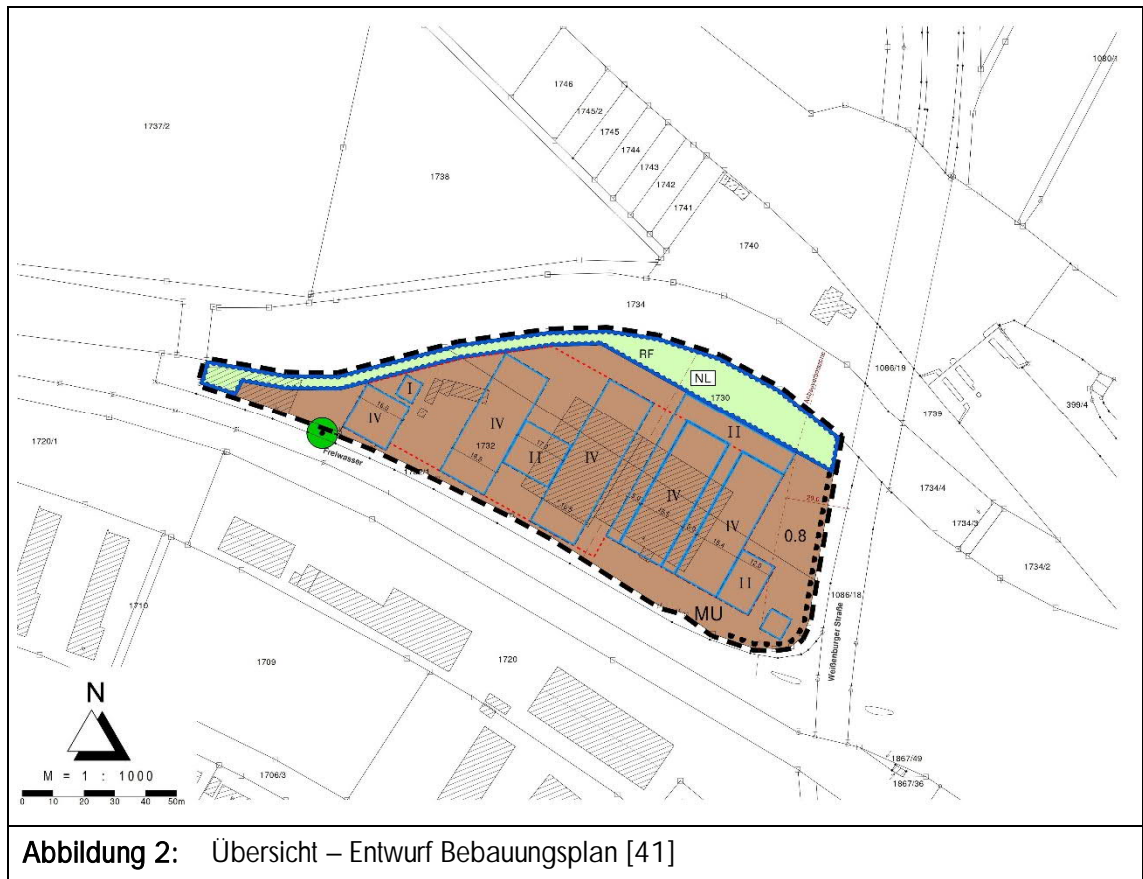 1746
1745/2
1745
1744
1743
1742
1741
1080/1
1737/2
1738
1740
1734
1086/19
1739
399/4
RF
NL
1730
II
I
IV
16,0
IV
1732
II
IV
IV
IV
II
0.8
MU
1720/1
Freiwasser
1734/4
1734/3
1734/2
1086/18
Weißenburger Straße
1710
1709
1720
1706/3
1867/49
1867/36
N
M = 1 : 1000
0 10 20 30 40 50m
Abbildung 2: Übersicht – Entwurf Bebauungsplan [41]